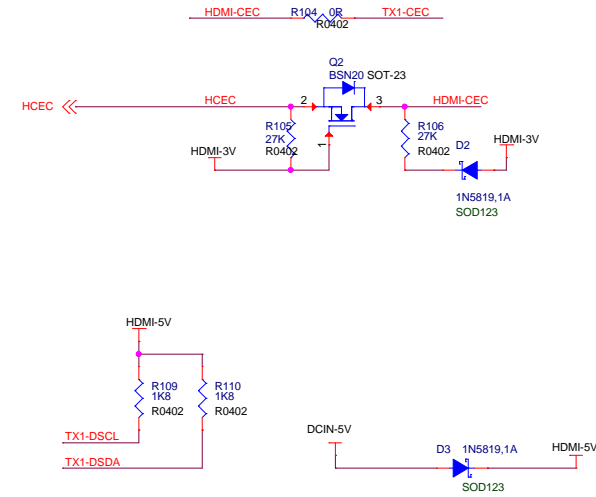 HDMI-CEC R104 0R TX1-CEC
R0402
Q2
BSN20 SOT-23
HCEC HCEC 2 3 HDMI-CEC
R105 R106
27K 27K
R0402 R0402
1
HDMI-3V D2 HDMI-3V
1N5819,1A
SOD123
HDMI-5V
R109 R110
1K8 1K8
R0402 R0402
TX1-DSCL
TX1-DSDA
DCIN-5V
D3 1N5819,1A HDMI-5V
SOD123